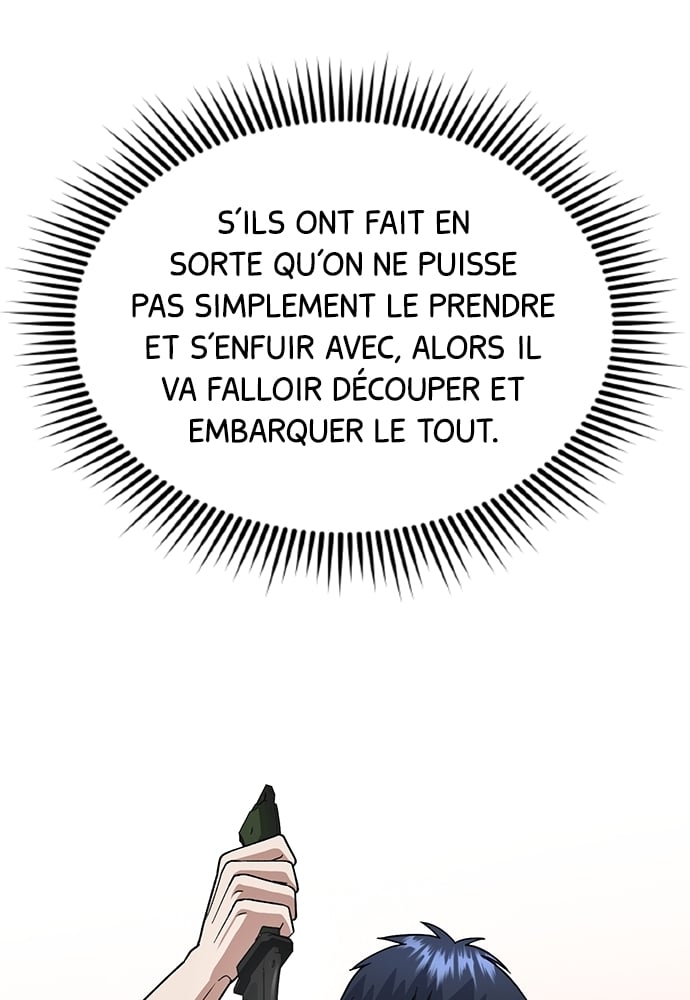 S'ILS ONT FAIT EN
SORTE QU'ON NE PUISSE
PAS SIMPLEMENT LE PRENDRE
ET S'ENFUIR AVEC, ALORS IL
VA FALLOIR DÉCOUPER ET
EMBARQUER LE TOUT.